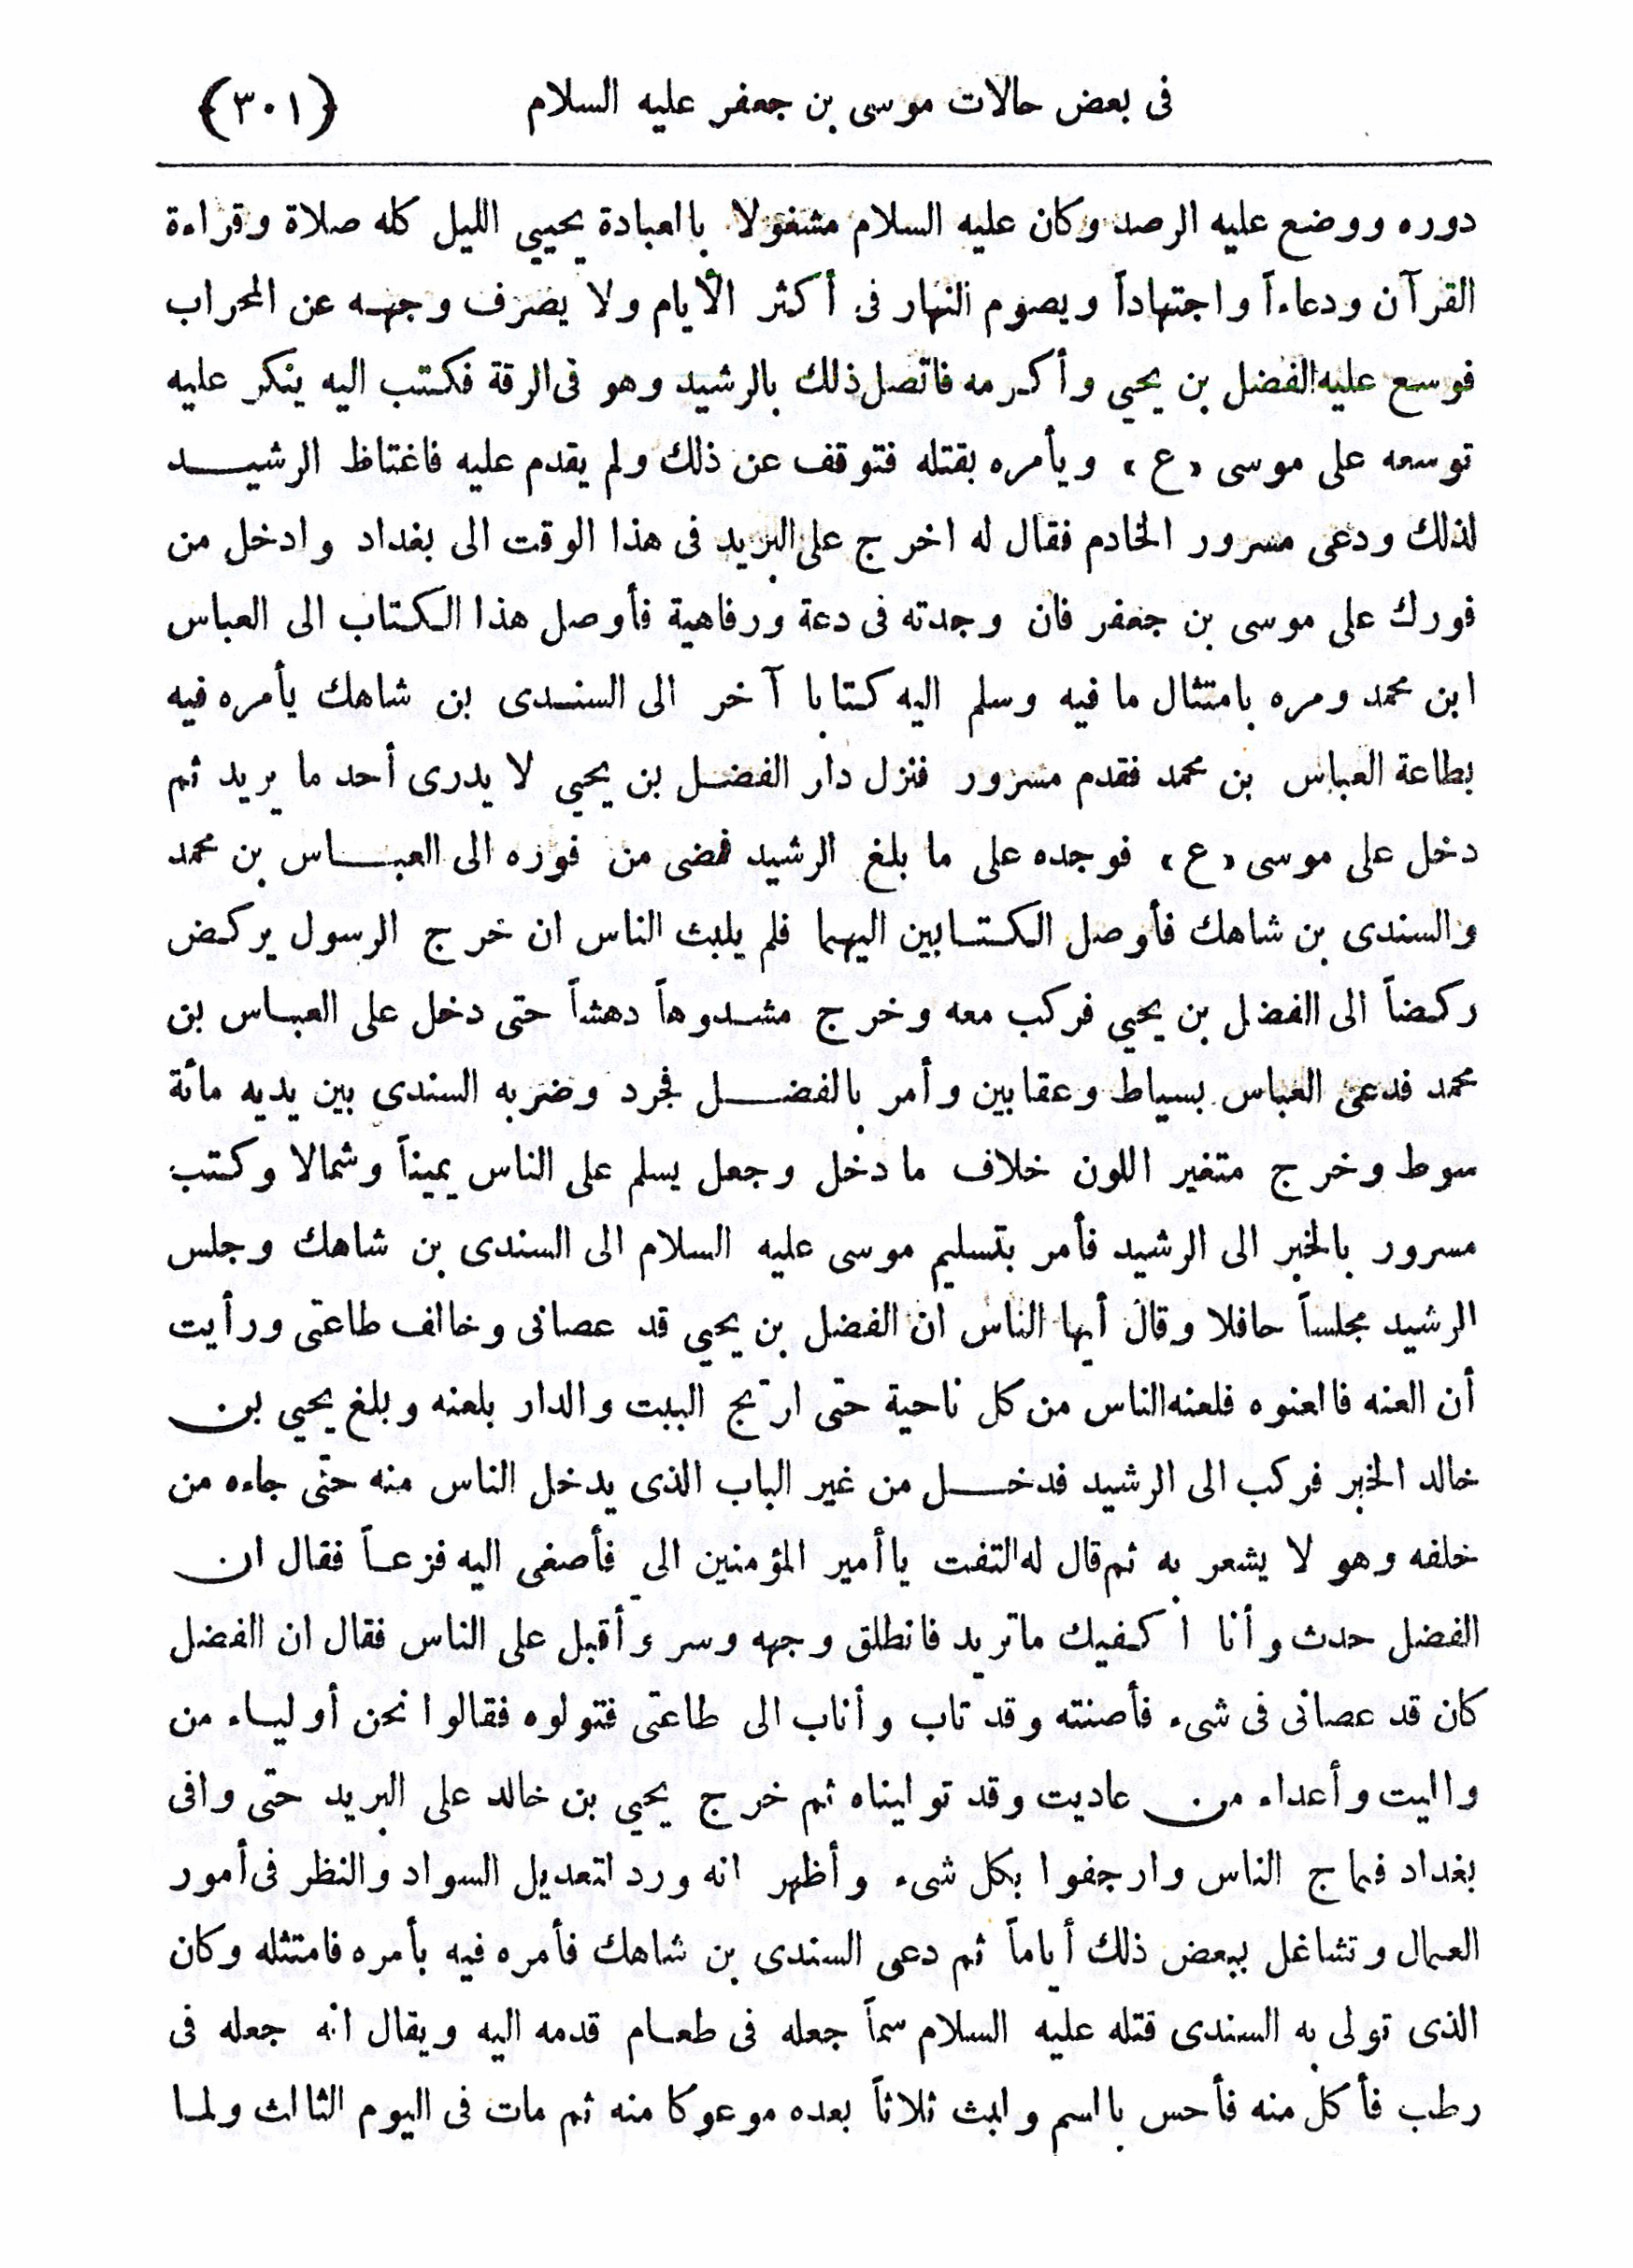 فى بعض حالات موسى بن جعفر عليه السلام ﴿٣٠١﴾
دوره ووضع عليه الرصد وكان عليه السلام مشغولا بالعبادة يحيي الليل كله صلاة وقراءة
القرآن ودعاءاً واجتهاداً ويصوم النهار فى أكثر الأيام ولا يصرف وجهه عن المحراب
فوسع عليه الفضل بن يحيي وأكرمه فاتصل ذلك بالرشيد وهو فى الرقة فكتب اليه ينكر عليه
توسعه على موسى «ع» ويأمره بقتله فتوقف عن ذلك ولم يقدم عليه فاغتاظ الرشيد
لذلك ودعى مسرور الخادم فقال له اخرج على البريد فى هذا الوقت الى بغداد وادخل من
فورك على موسى بن جعفر فان وجدته فى دعة ورفاهية فأوصل هذا الكتاب الى العباس
ابن محمد ومره بامتثال ما فيه وسلم اليه كتابا آخر الى السندى بن شاهك يأمره فيه
بطاعة العباس بن محمد فقدم مسرور فنزل دار الفضل بن يحيي لا يدرى أحد ما يريد ثم
دخل على موسى «ع» فوجده على ما بلغ الرشيد فمضى من فوره الى العباس بن محمد
والسندى بن شاهك فأوصل الكتابين اليهما فلم يلبث الناس ان خرج الرسول يركض
ركضاً الى الفضل بن يحيي فركب معه وخرج مشدوهاً دهشاً حتى دخل على العباس بن
محمد فدعى العباس بسياط وعقابين وأمر بالفضل فجرد وضربه السندى بين يديه مائة
سوط وخرج متغير اللون خلاف ما دخل وجعل يسلم على الناس يميناً وشمالا وكتب
مسرور بالخبر الى الرشيد فأمر بتسليم موسى عليه السلام الى السندى بن شاهك وجلس
الرشيد مجلساً حافلا وقال أيها الناس ان الفضل بن يحيي قد عصانى وخالف طاعتى ورأيت
أن العنه فالعنوه فلعنه الناس من كل ناحية حتى ارتج البيت والدار بلعنه وبلغ يحيي بن
خالد الخبر فركب الى الرشيد فدخل من غير الباب الذى يدخل الناس منه حتى جاءه من
خلفه وهو لا يشعر به ثم قال له التفت يا أمير المؤمنين الي فأصغى اليه فزعاً فقال ان
الفضل حدث وأنا اكفيك ما تريد فانطلق وجهه وسر وأقبل على الناس فقال ان الفضل
كان قد عصانى فى شىء فأصنته وقد تاب وأناب الى طاعتى فتولوه فقالوا نحن أولياء من
واليت وأعداء من عاديت وقد توليناه ثم خرج يحيي بن خالد على البريد حتى وافى
بغداد فماج الناس وارجفوا بكل شىء وأظهر انه ورد لتعديل السواد والنظر فى أمور
العمال وتشاغل ببعض ذلك أياماً ثم دعى السندى بن شاهك فأمره فيه بأمره فامتثله وكان
الذى تولى به السندى قتله عليه السلام سماً جعله فى طعام قدمه اليه ويقال انه جعله فى
رطب فأكل منه فأحس بالسم ولبث ثلاثاً بعده موعوكا منه ثم مات فى اليوم الثالث ولما